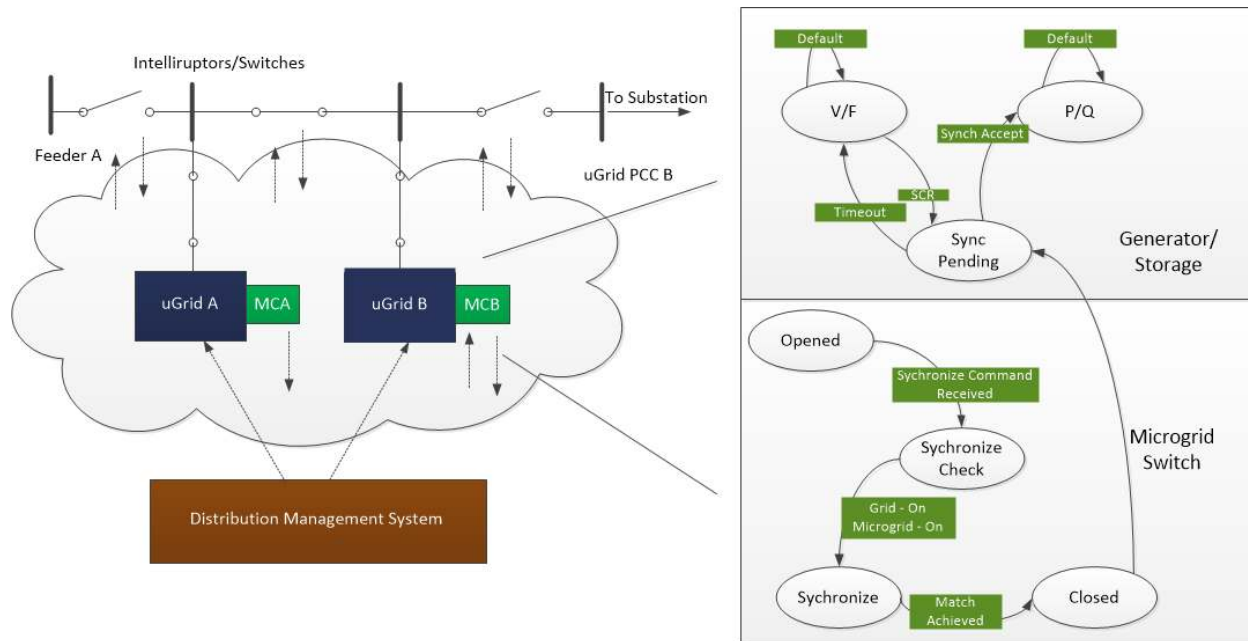 Intelliruptors/Switches
To Substation
Feeder A
uGrid PCC B
uGrid A
MCA
uGrid B
MCB
Distribution Management System
Default
Default
V/F
P/Q
Synch Accept
SCR
Timeout
Sync
Pending
Generator/
Storage
Opened
Sychronize Command
Received
Sychronize
Check
Microgrid
Switch
Grid - On
Microgrid - On
Sychronize
Match
Achieved
Closed